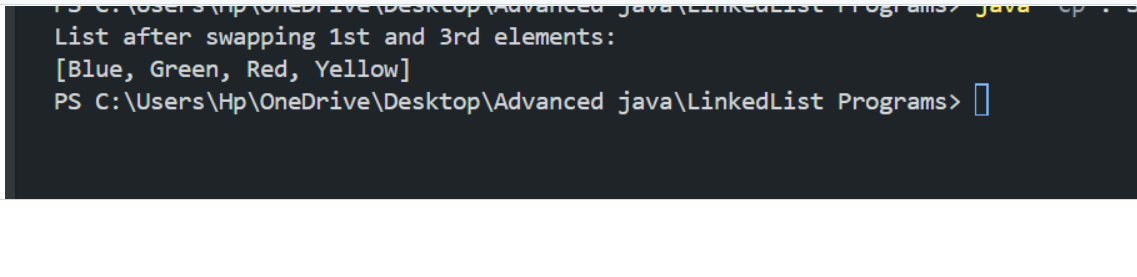 PS C:\Users\Hp\OneDrive\Desktop\Advanced java\LinkedList Programs> java -cp .
List after swapping 1st and 3rd elements:
[Blue, Green, Red, Yellow]
PS C:\Users\Hp\OneDrive\Desktop\Advanced java\LinkedList Programs>